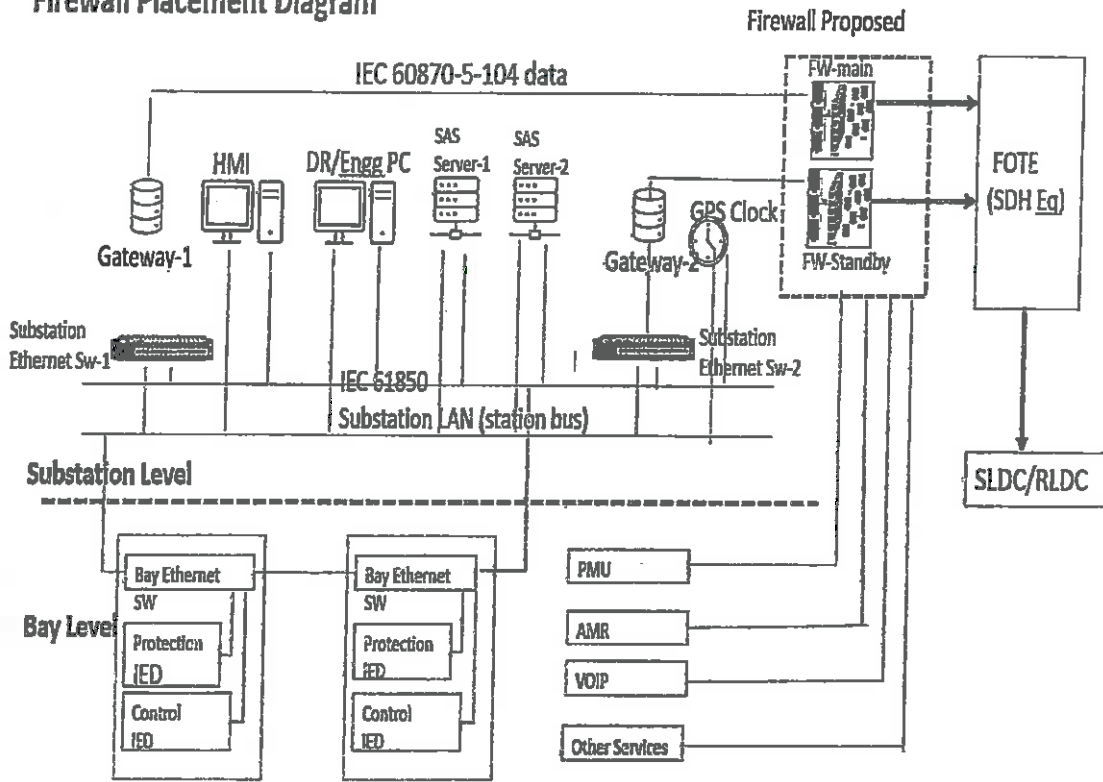 Firewall Placement Diagram
Firewall Proposed
IEC 60870-5-104 data
FW-main
HMI
DR/Engg PC
SAS
Server-1
SAS
Server-2
FOTE
(SDH Eq)
GPS Clock
Gateway-1
Gateway-2
FW-Standby
Substation
Ethernet Sw-1
Substation
Ethernet Sw-2
IEC 61850
Substation LAN (station bus)
Substation Level
SLDC/RLDC
Bay Level
Bay Ethernet
SW
Protection
IED
Control
IED
Bay Ethernet
SW
Protection
IED
Control
IED
PMU
AMR
VOIP
Other Services